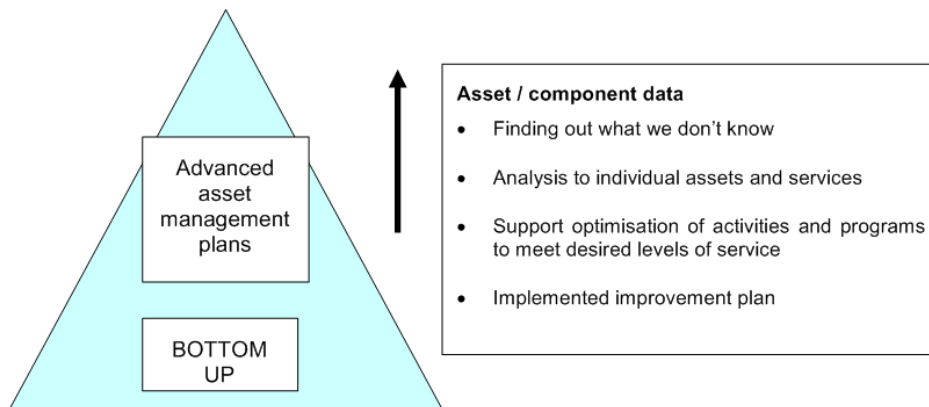 Advanced
asset
management
plans
BOTTOM
UP
Asset / component data
• Finding out what we don’t know
• Analysis to individual assets and services
• Support optimisation of activities and programs
to meet desired levels of service
• Implemented improvement plan